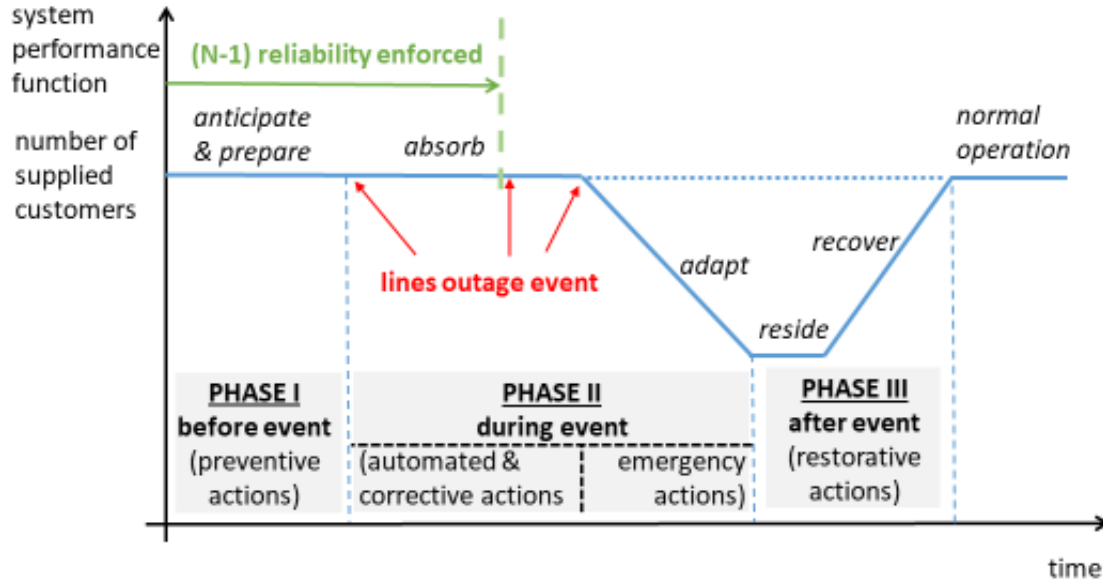 system
performance
function
(N-1) reliability enforced
number of
supplied
customers
anticipate
& prepare
absorb
normal
operation
lines outage event
adapt
recover
reside
PHASE I
before event
(preventive
actions)
PHASE II
during event
(automated &
corrective actions
emergency
actions)
PHASE III
after event
(restorative
actions)
time